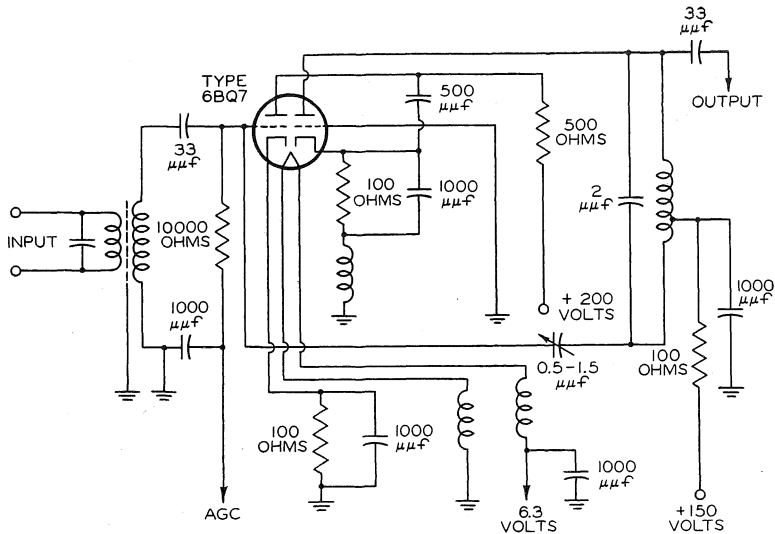 33
μμf
TYPE
6BQ7
500
μμf
OUTPUT
33
μμf
500
OHMS
100
OHMS
1000
μμf
2
μμf
INPUT
10000
OHMS
1000
μμf
+ 200
VOLTS
1000
μμf
0.5-1.5
μμf
100
OHMS
100
OHMS
1000
μμf
1000
μμf
AGC
6.3
VOLTS
+150
VOLTS